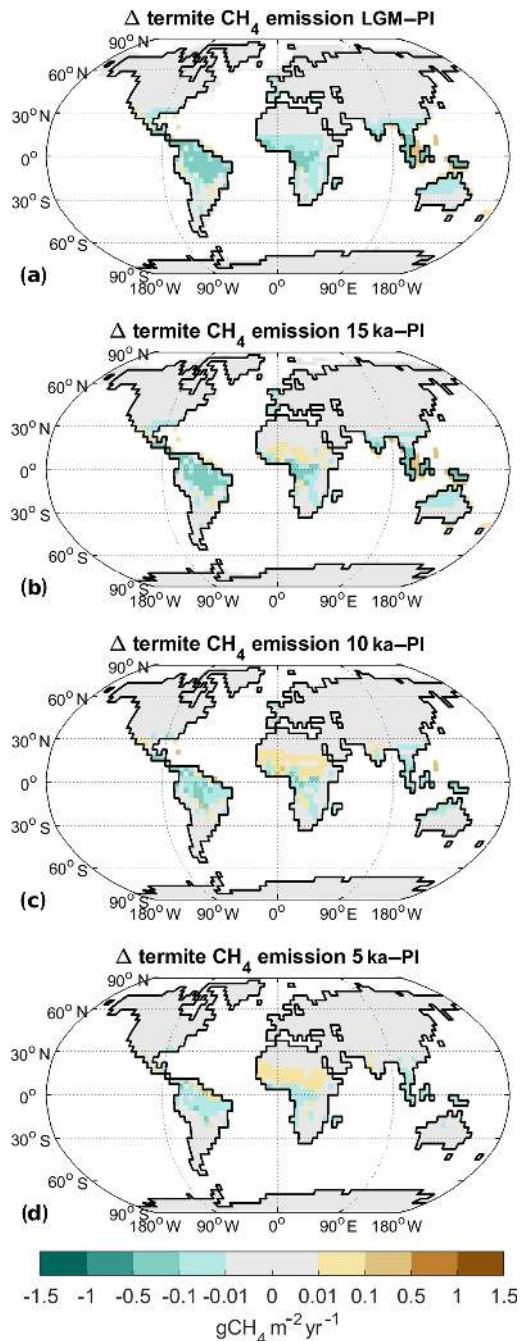 Δ termite CH4 emission LGM–PI
90° N
60° N
30° N
0°
30° S
60° S
90° S
180° W 90° W 0° 90° E 180° W
(a)
Δ termite CH4 emission 15 ka–PI
90° N
60° N
30° N
0°
30° S
60° S
90° S
180° W 90° W 0° 90° E 180° W
(b)
Δ termite CH4 emission 10 ka–PI
90° N
60° N
30° N
0°
30° S
60° S
90° S
180° W 90° W 0° 90° E 180° W
(c)
Δ termite CH4 emission 5 ka–PI
90° N
60° N
30° N
0°
30° S
60° S
90° S
180° W 90° W 0° 90° E 180° W
(d)
-1.5 -1 -0.5 -0.1 -0.01 0 0.01 0.1 0.5 1 1.5
gCH4 m−2 yr−1